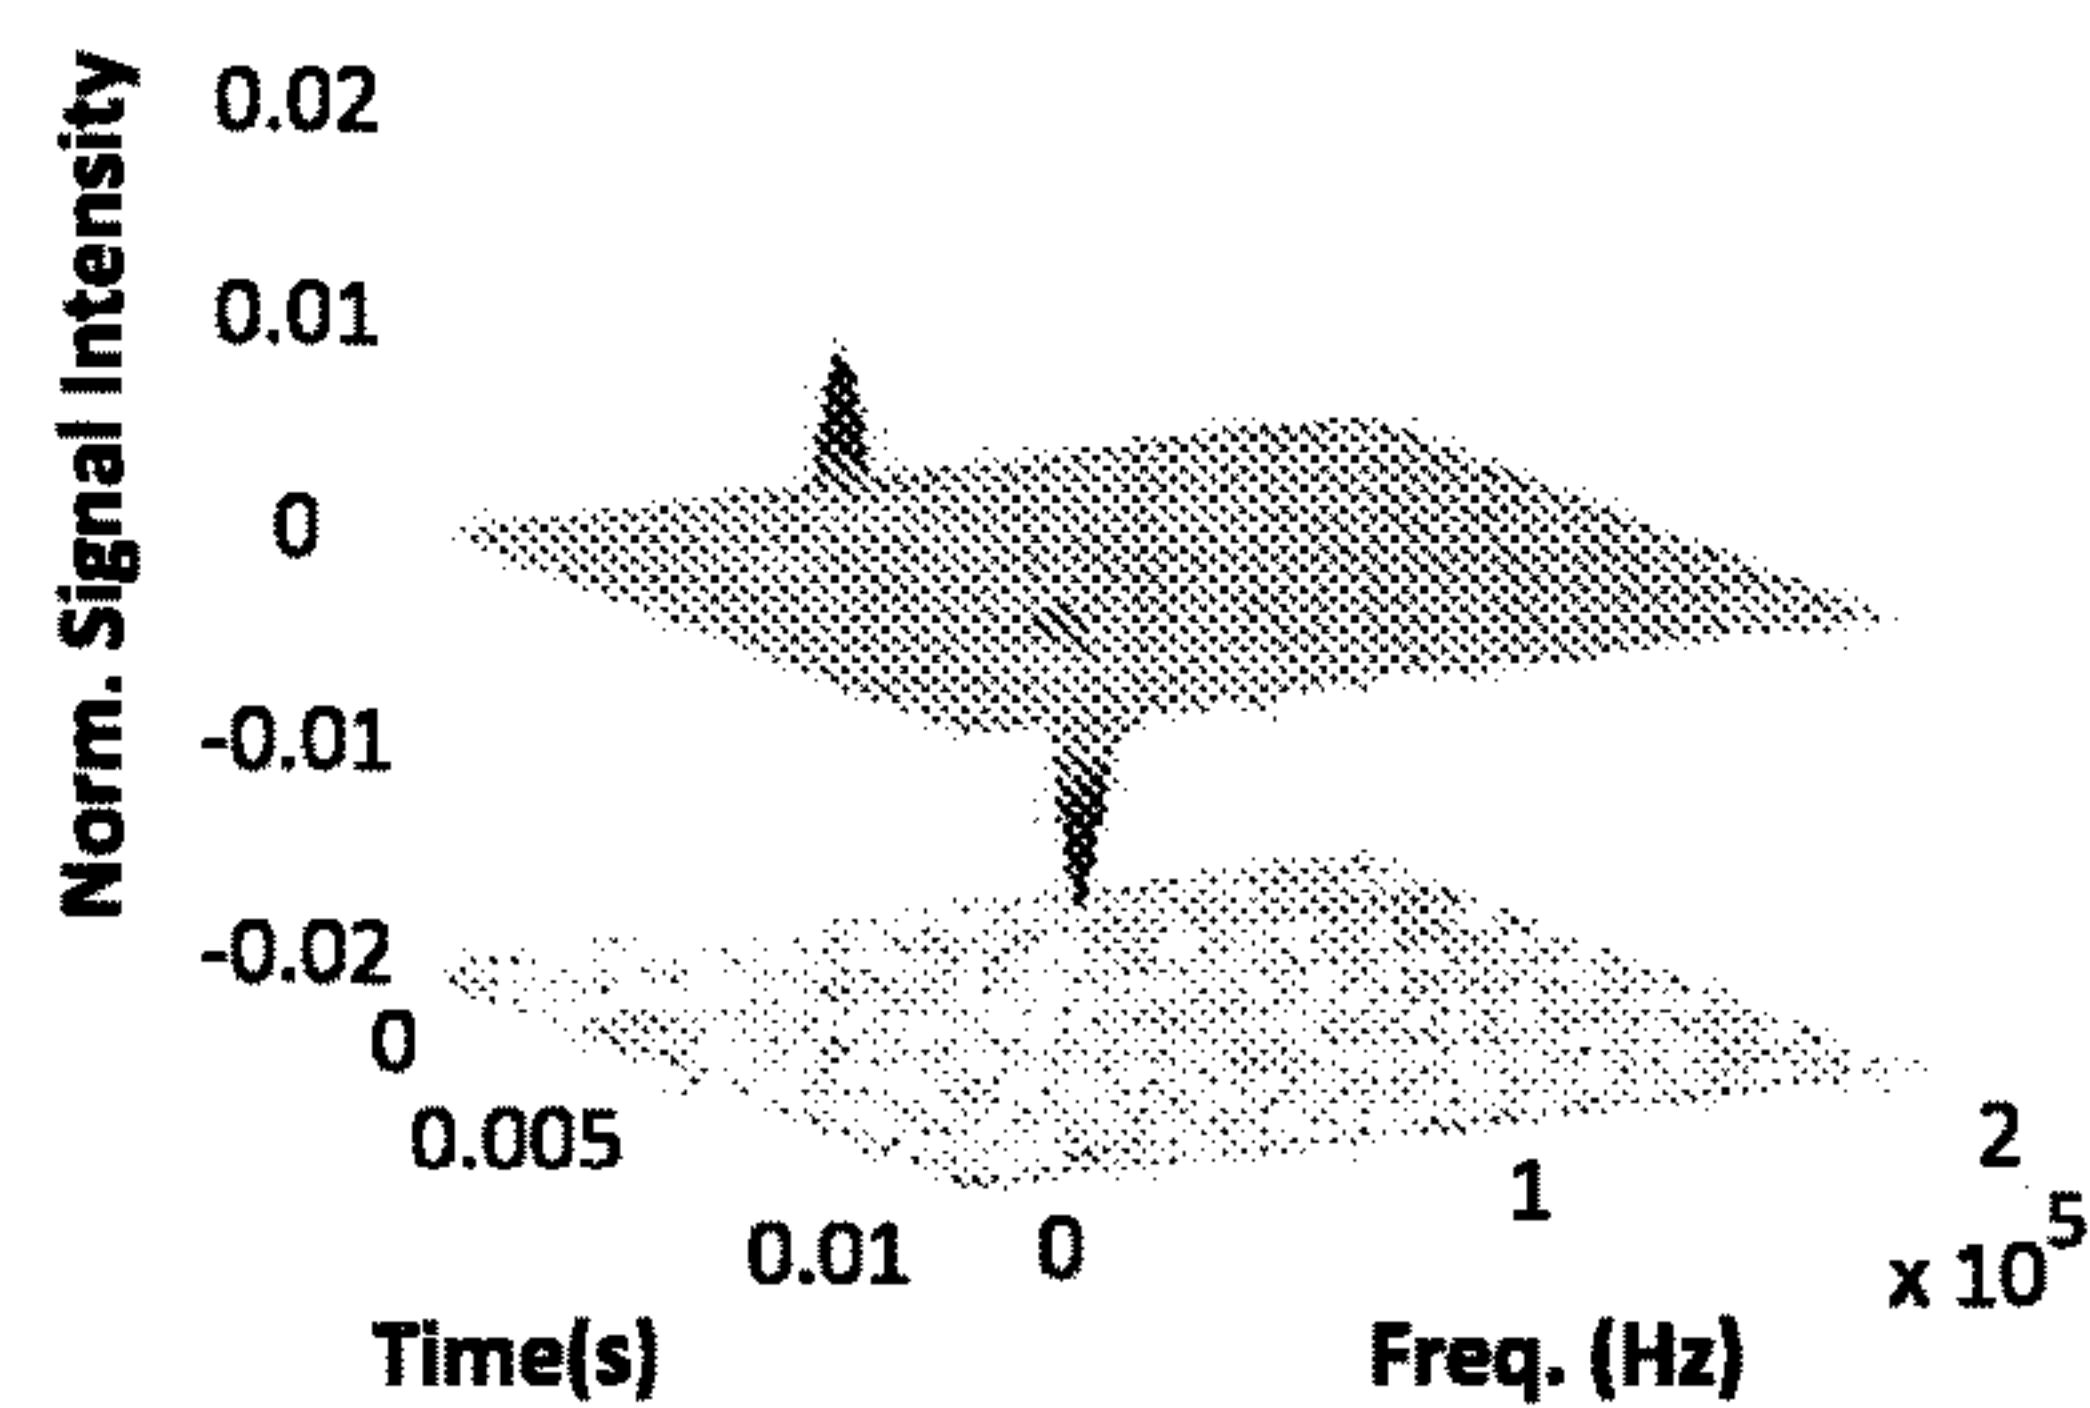 Norm. Signal Intensity
0.02
0.01
0
-0.01
-0.02
0
0.005
0.01
0
1
2
x 10^5
Time(s)
Freq. (Hz)